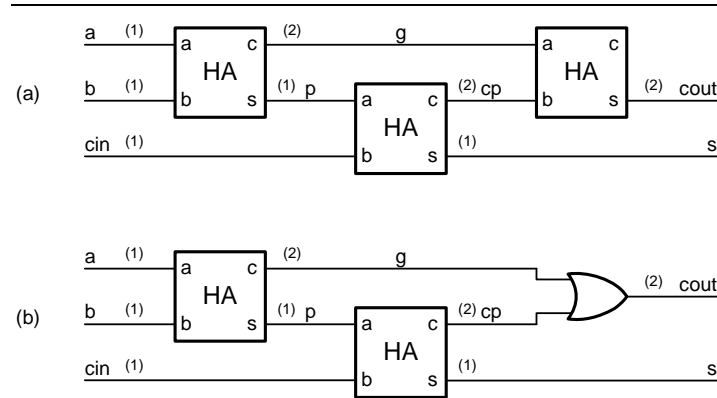 a (1) (2) g
a c a c
HA HA
(a) b (1) (1) p (2) cp (2) cout
b s a c b s
HA
cin (1) (1) s
b s
a (1) (2) g
a c
HA (2) cout
(b) b (1) (1) p (2) cp
b s a c
HA
cin (1) (1) s
b s